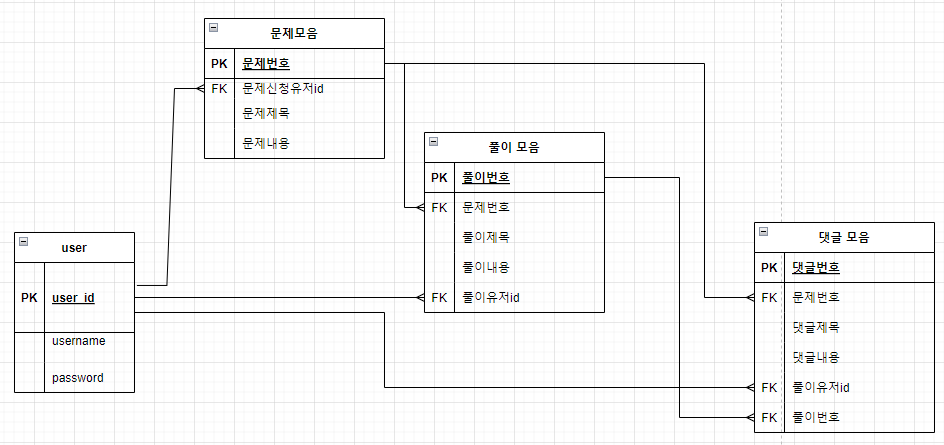 문제모음
PK 문제번호
FK 문제신청유저id
문제제목
문제내용
풀이 모음
PK 풀이번호
FK 문제번호
풀이제목
풀이내용
FK 풀이유저id
user
PK user_id
username
password
댓글 모음
PK 댓글번호
FK 문제번호
댓글제목
댓글내용
FK 풀이유저id
FK 풀이번호